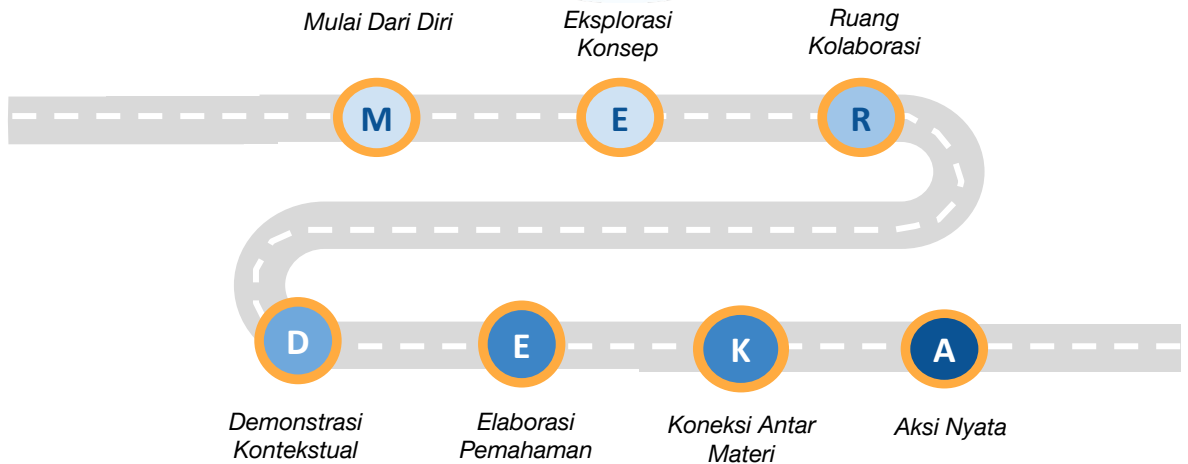 Mulai Dari Diri
Eksplorasi
Konsep
Ruang
Kolaborasi
M
E
R
D
E
K
A
Demonstrasi
Kontekstual
Elaborasi
Pemahaman
Koneksi Antar
Materi
Aksi Nyata